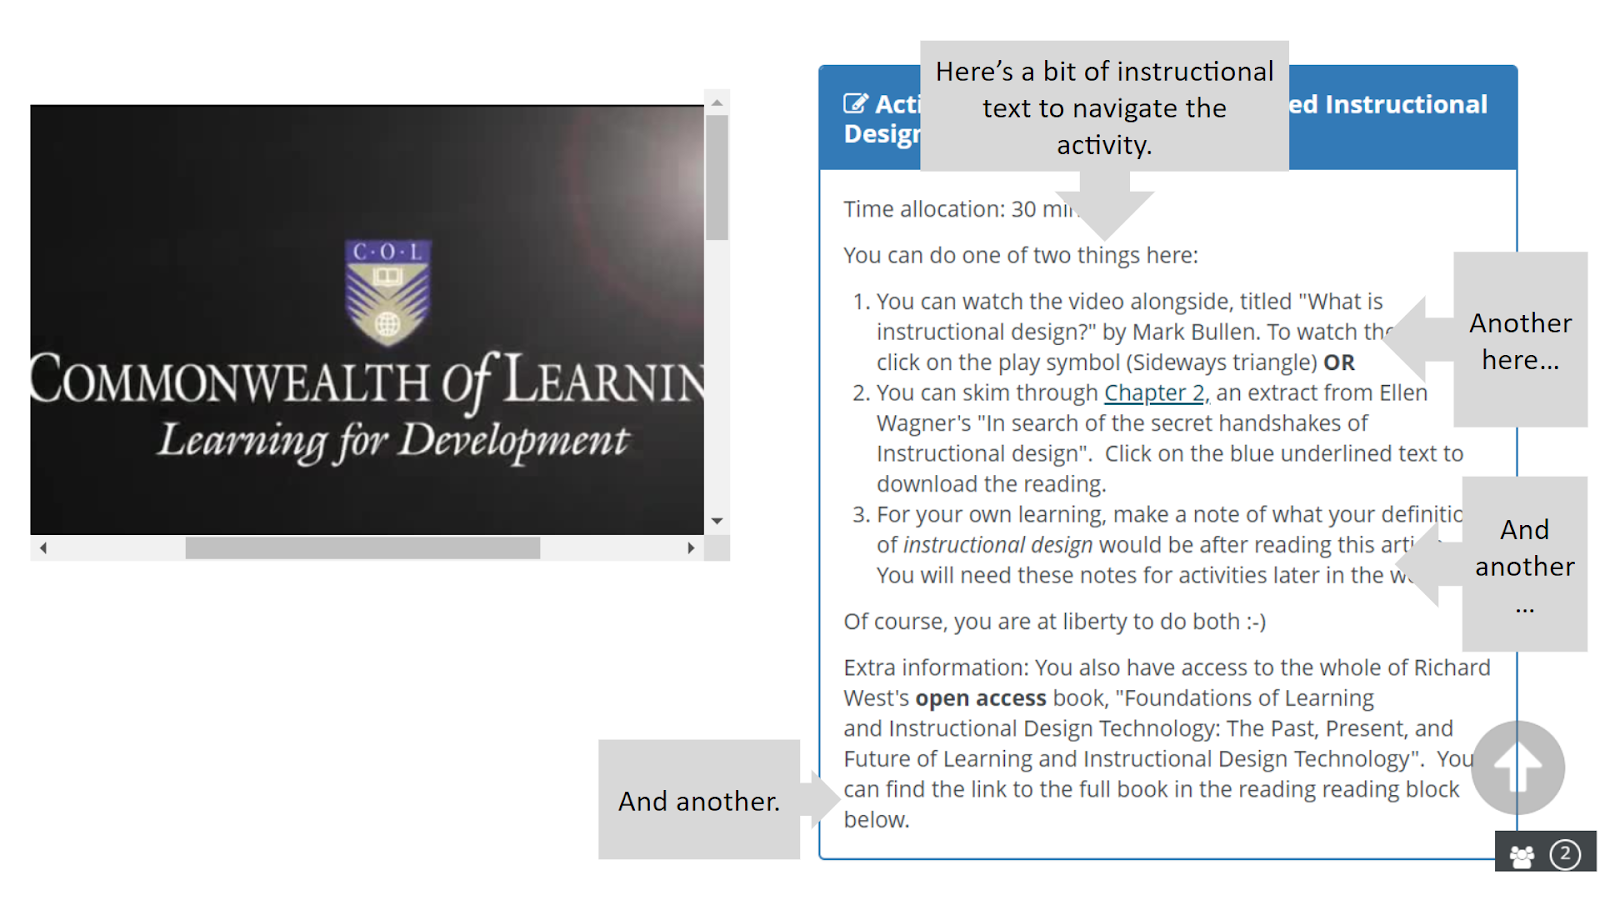 C·O·L
COMMONWEALTH of LEARNIN
Learning for Development
Here's a bit of instructional
text to navigate the
activity.
Acti ed Instructional
Design
Time allocation: 30 min
You can do one of two things here:
1. You can watch the video alongside, titled "What is
instructional design?" by Mark Bullen. To watch the
click on the play symbol (Sideways triangle) OR
2. You can skim through Chapter 2, an extract from Ellen
Wagner's "In search of the secret handshakes of
Instructional design".  Click on the blue underlined text to
download the reading.
3. For your own learning, make a note of what your definitio
of instructional design would be after reading this arti
You will need these notes for activities later in the w
Of course, you are at liberty to do both :-)
Extra information: You also have access to the whole of Richard
West's open access book, "Foundations of Learning
and Instructional Design Technology: The Past, Present, and
Future of Learning and Instructional Design Technology".  You
can find the link to the full book in the reading reading block
below.
Another
here...
And
another
...
And another.
2